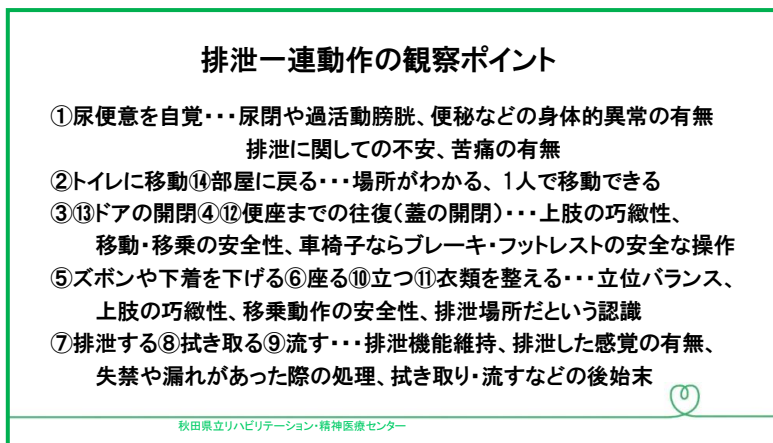 排泄一連動作の観察ポイント
①尿便意を自覚･･･尿閉や過活動膀胱、便秘などの身体的異常の有無
排泄に関しての不安、苦痛の有無
②トイレに移動⑭部屋に戻る･･･場所がわかる、1人で移動できる
③⑬ドアの開閉④⑫便座までの往復(蓋の開閉)･･･上肢の巧緻性、
移動・移乗の安全性、車椅子ならブレーキ・フットレストの安全な操作
⑤ズボンや下着を下げる⑥座る⑩立つ⑪衣類を整える･･･立位バランス、
上肢の巧緻性、移乗動作の安全性、排泄場所だという認識
⑦排泄する⑧拭き取る⑨流す･･･排泄機能維持、排泄した感覚の有無、
失禁や漏れがあった際の処理、拭き取り・流すなどの後始末
秋田県立リハビリテーション・精神医療センター